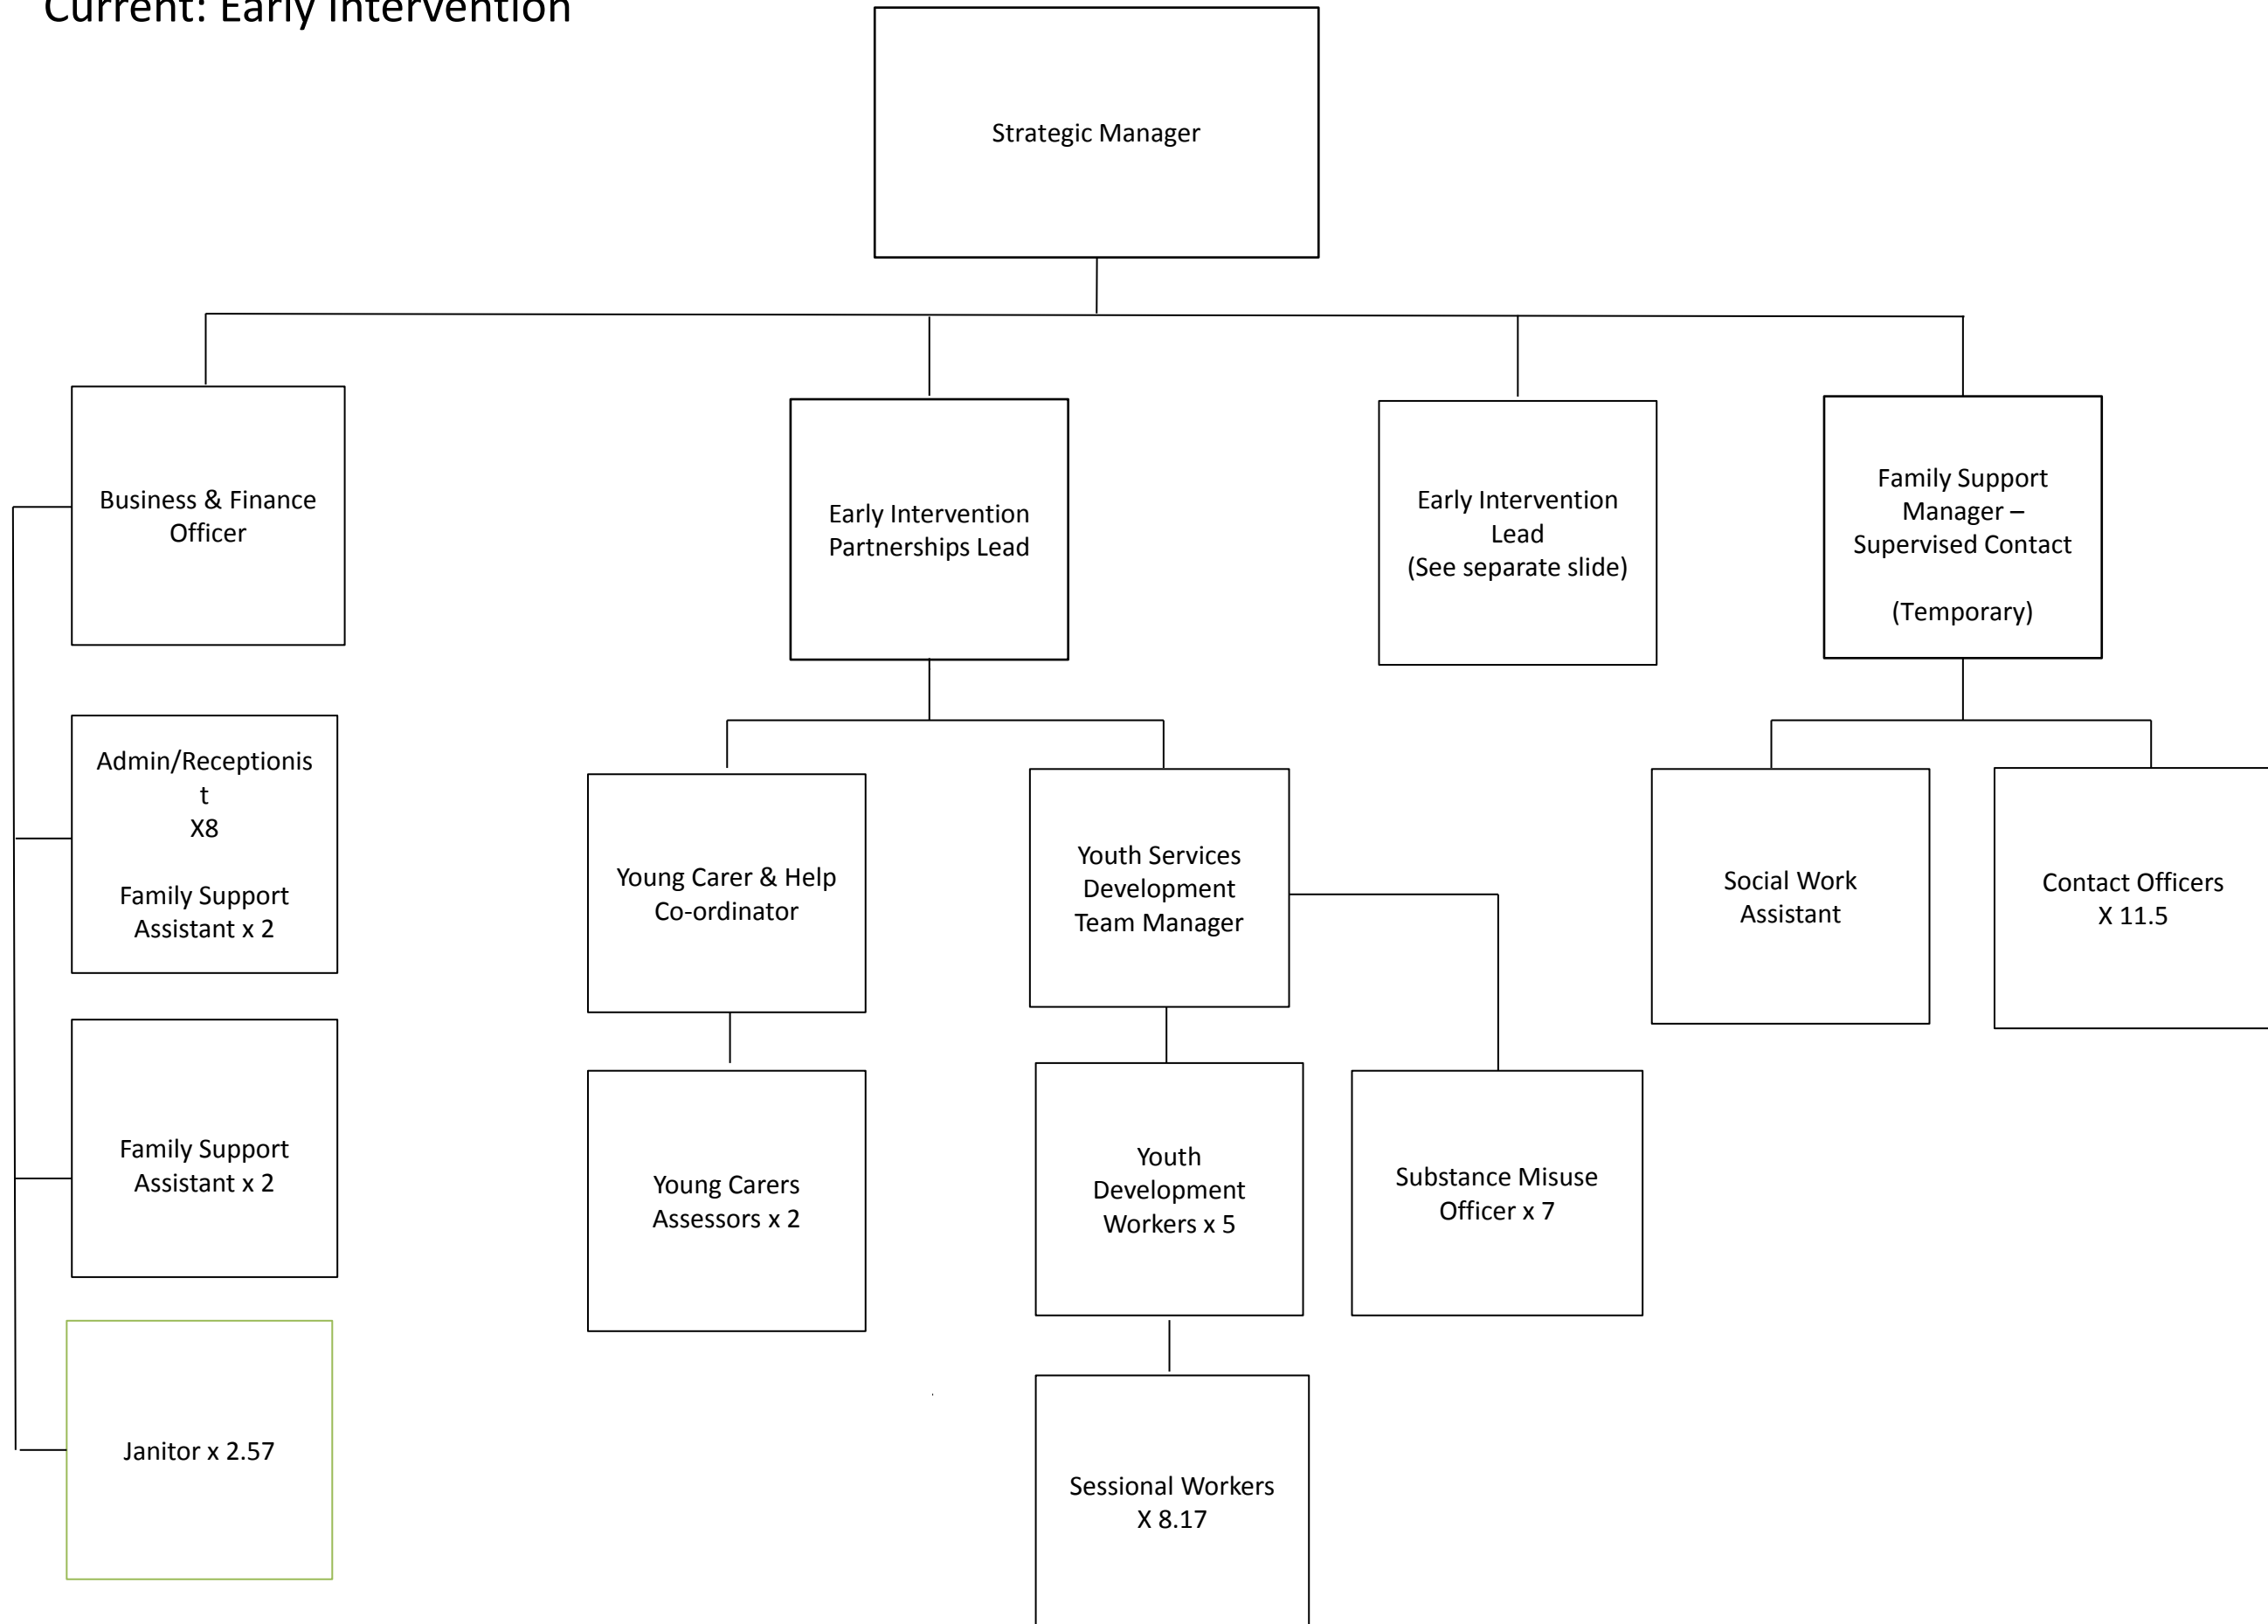 Current: Early Intervention
Strategic Manager
Business & Finance
Officer
Early Intervention
Partnerships Lead
Early Intervention
Lead
(See separate slide)
Family Support
Manager –
Supervised Contact
(Temporary)
Admin/Receptionis
t
X8
Family Support
Assistant x 2
Young Carer & Help
Co-ordinator
Youth Services
Development
Team Manager
Social Work
Assistant
Contact Officers
X 11.5
Family Support
Assistant x 2
Young Carers
Assessors x 2
Youth
Development
Workers x 5
Substance Misuse
Officer x 7
Janitor x 2.57
Sessional Workers
X 8.17